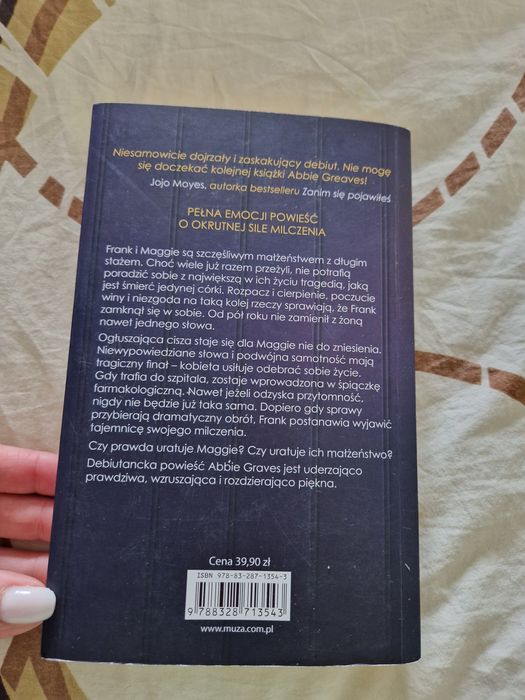 Niesamowicie dojrzały i zaskakujący debiut. Nie mogę
się doczekać kolejnej książki Abbie Greaves!
Jojo Moyes, autorka bestselleru Zanim się pojawiłeś
PEŁNA EMOCJI POWIEŚĆ
O OKRUTNEJ SILE MILCZENIA
Frank i Maggie są szczęśliwym małżeństwem z długim
stażem. Choć wiele już razem przeżyli, nie potrafią
poradzić sobie z największą w ich życiu tragedią, jaką
jest śmierć jedynej córki. Rozpacz i cierpienie, poczucie
winy i niezgoda na taką kolej rzeczy sprawiają, że Frank
zamknął się w sobie. Od pół roku nie zamienił z żoną
nawet jednego słowa.
Ogłuszająca cisza staje się dla Maggie nie do zniesienia.
Niewypowiedziane słowa i podwójna samotność mają
tragiczny finał – kobieta usiłuje odebrać sobie życie.
Gdy trafia do szpitala, zostaje wprowadzona w śpiączkę
farmakologiczną. Nawet jeżeli odzyska przytomność,
nigdy nie będzie już taka sama. Dopiero gdy sprawy
przybierają dramatyczny obrót, Frank postanawia wyjawić
tajemnicę swojego milczenia.
Czy prawda uratuje Maggie? Czy uratuje ich małżeństwo?
Debiutancka powieść Abbie Graves jest uderzająco
prawdziwa, wzruszająca i rozdzierająco piękna.
Cena 39,90 zł
ISBN 978-83-287-1354-3
9 788328 713543
www.muza.com.pl